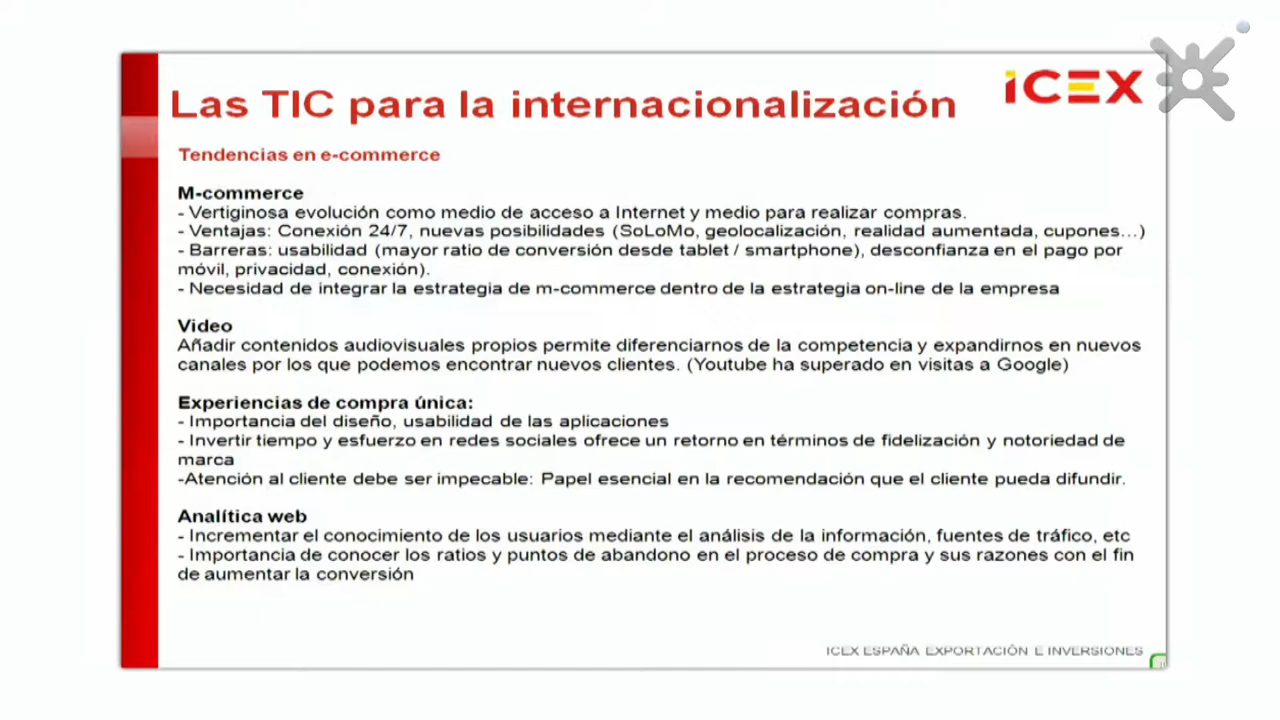 Las TIC para la internacionalización
iCEX
Tendencias en e-commerce
M-commerce
- Vertiginosa evolución como medio de acceso a Internet y medio para realizar compras.
- Ventajas: Conexión 24/7, nuevas posibilidades (SoLoMo, geolocalización, realidad aumentada, cupones...)
- Barreras: usabilidad (mayor ratio de conversión desde tablet / smartphone), desconfianza en el pago por
móvil, privacidad, conexión).
- Necesidad de integrar la estrategia de m-commerce dentro de la estrategia on-line de la empresa
Video
Añadir contenidos audiovisuales propios permite diferenciarnos de la competencia y expandirnos en nuevos
canales por los que podemos encontrar nuevos clientes. (Youtube ha superado en visitas a Google)
Experiencias de compra única:
- Importancia del diseño, usabilidad de las aplicaciones
- Invertir tiempo y esfuerzo en redes sociales ofrece un retorno en términos de fidelización y notoriedad de
marca
-Atención al cliente debe ser impecable: Papel esencial en la recomendación que el cliente pueda difundir.
Analítica web
- Incrementar el conocimiento de los usuarios mediante el análisis de la información, fuentes de tráfico, etc
- Importancia de conocer los ratios y puntos de abandono en el proceso de compra y sus razones con el fin
de aumentar la conversión
ICEX ESPAÑA EXPORTACIÓN E INVERSIONES